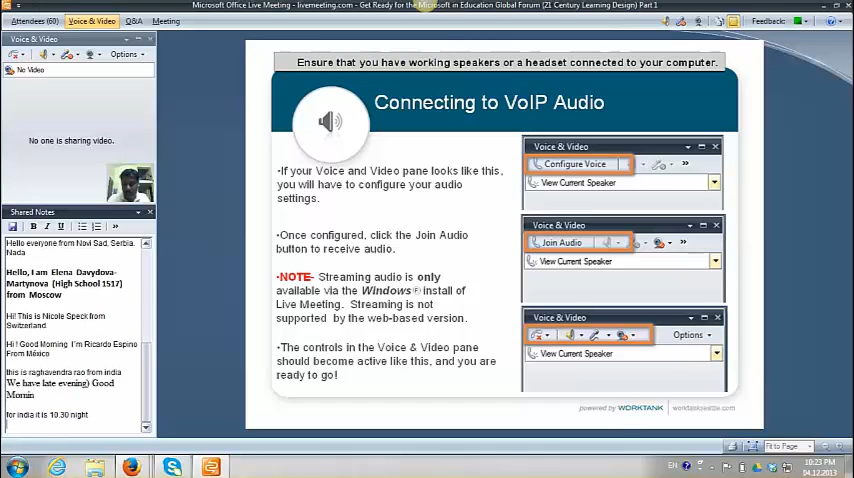 Microsoft Office Live Meeting - livemeeting.com - Get Ready for the Microsoft in Education Global Forum (21 Century Learning Design) Part 1
Attendees (60)
Voice & Video
Q&A
Meeting
Feedback:
Voice & Video
Options
No Video
No one is sharing video.
Shared Notes
B I U
Hello everyone from Novi Sad, Serbia.
Nada
Hello, I am Elena Davydova-
Martynova (High School 1517)
from Moscow
Hi! This is Nicole Speck from
Switzerland
Hi ! Good Morning I´m Ricardo Espino
From México
this is raghavendra rao from india
We have late evening) Good
Mornin
for india it is 10.30 night
Ensure that you have working speakers or a headset connected to your computer.
Connecting to VoIP Audio
•If your Voice and Video pane looks like this,
you will have to configure your audio
settings.
•Once configured, click the Join Audio
button to receive audio.
•NOTE- Streaming audio is only
available via the Windows® install of
Live Meeting. Streaming is not
supported by the web-based version.
•The controls in the Voice & Video pane
should become active like this, and you are
ready to go!
Voice & Video
Configure Voice
View Current Speaker
Voice & Video
Join Audio
View Current Speaker
Voice & Video
Options
View Current Speaker
powered by WORKTANK
worktankseattle.com
Fit to Page
EN
10:23 PM
04.12.2013